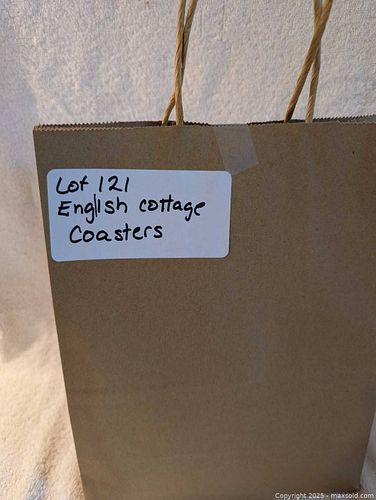 Lot 121
English cottage
Coasters
Copyright 2025 - maxsold.com